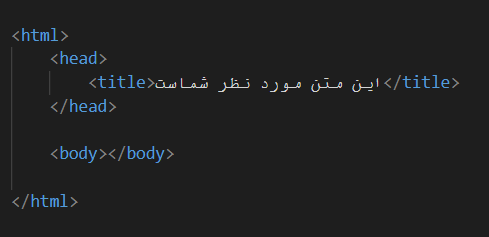 <html>
<head>
<title>این متن مورد نظر شماست</title>
</head>
<body></body>
</html>